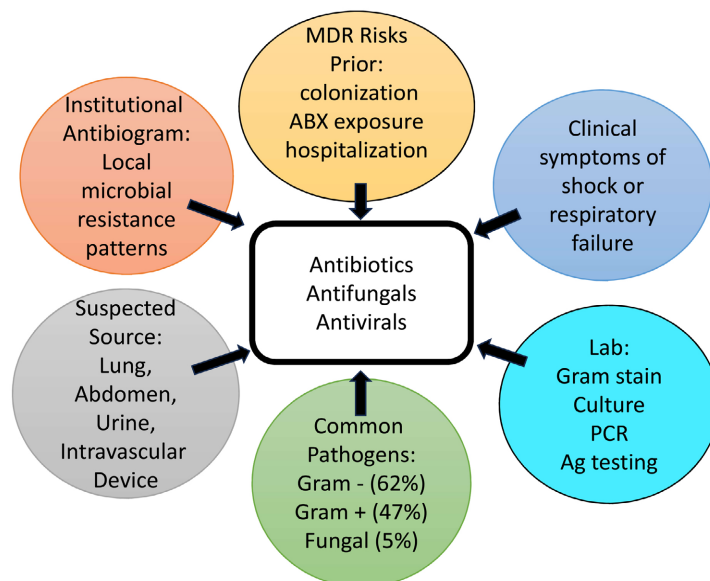 MDR Risks
Prior:
colonization
ABX exposure
hospitalization
Institutional
Antibiogram:
Local
microbial
resistance
patterns
Clinical
symptoms of
shock or
respiratory
failure
Antibiotics
Antifungals
Antivirals
Suspected
Source:
Lung,
Abdomen,
Urine,
Intravascular
Device
Common
Pathogens:
Gram - (62%)
Gram + (47%)
Fungal (5%)
Lab:
Gram stain
Culture
PCR
Ag testing